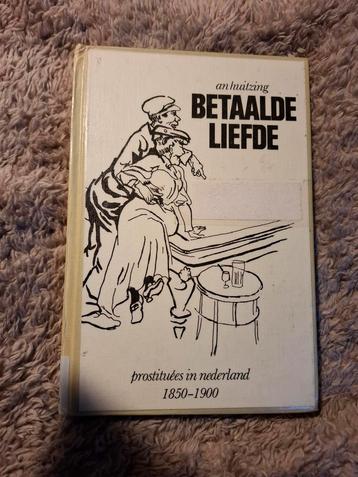 an huitzing
BETAALDE
LIEFDE
prostituées in nederland
1850-1900